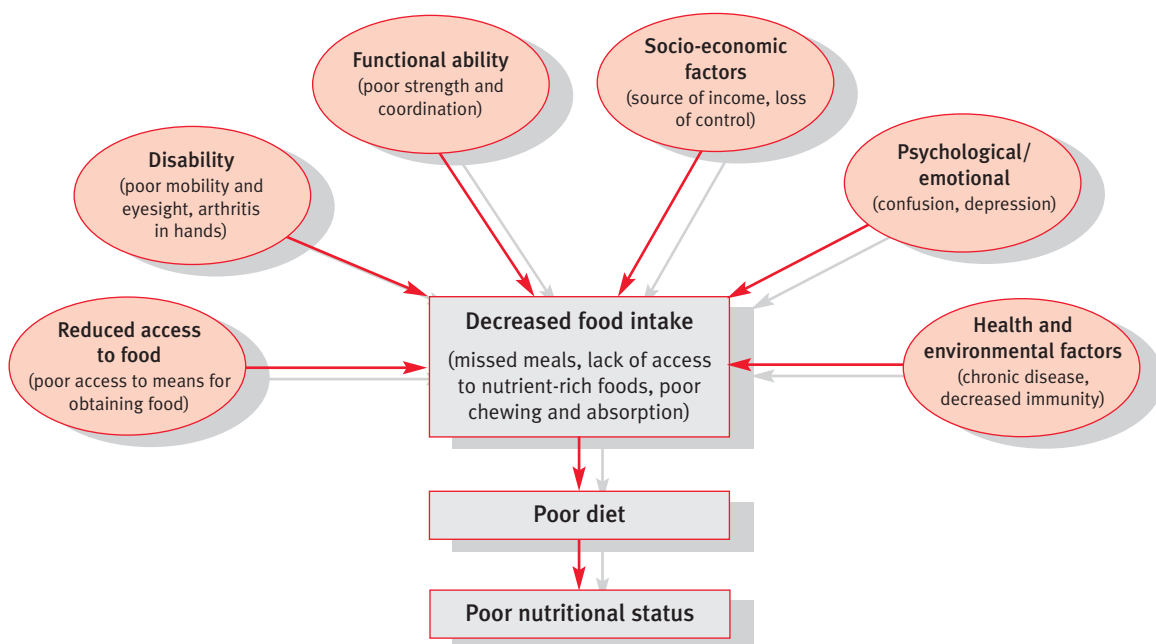 Functional ability
(poor strength and
coordination)
Socio-economic
factors
(source of income, loss
of control)
Disability
(poor mobility and
eyesight, arthritis
in hands)
Psychological/
emotional
(confusion, depression)
Reduced access
to food
(poor access to means for
obtaining food)
Decreased food intake
(missed meals, lack of access
to nutrient-rich foods, poor
chewing and absorption)
Health and
environmental factors
(chronic disease,
decreased immunity)
Poor diet
Poor nutritional status